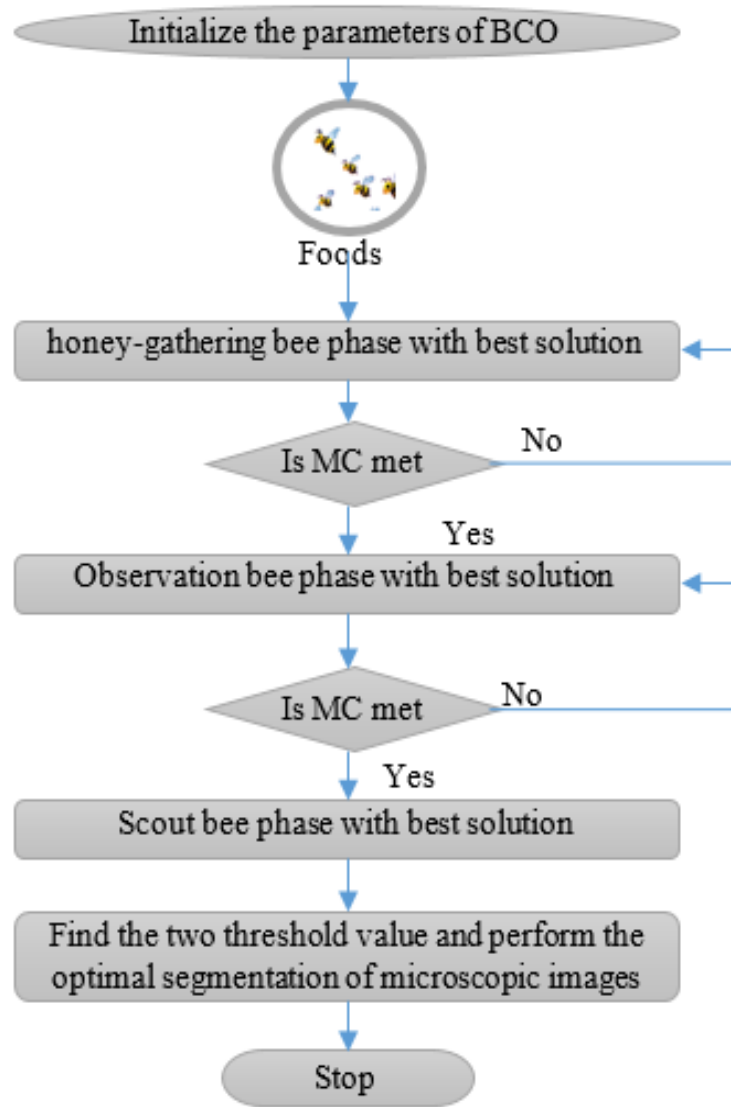 Initialize the parameters of BCO
Foods
honey-gathering bee phase with best solution
Is MC met
No
Yes
Observation bee phase with best solution
Is MC met
No
Yes
Scout bee phase with best solution
Find the two threshold value and perform the
optimal segmentation of microscopic images
Stop